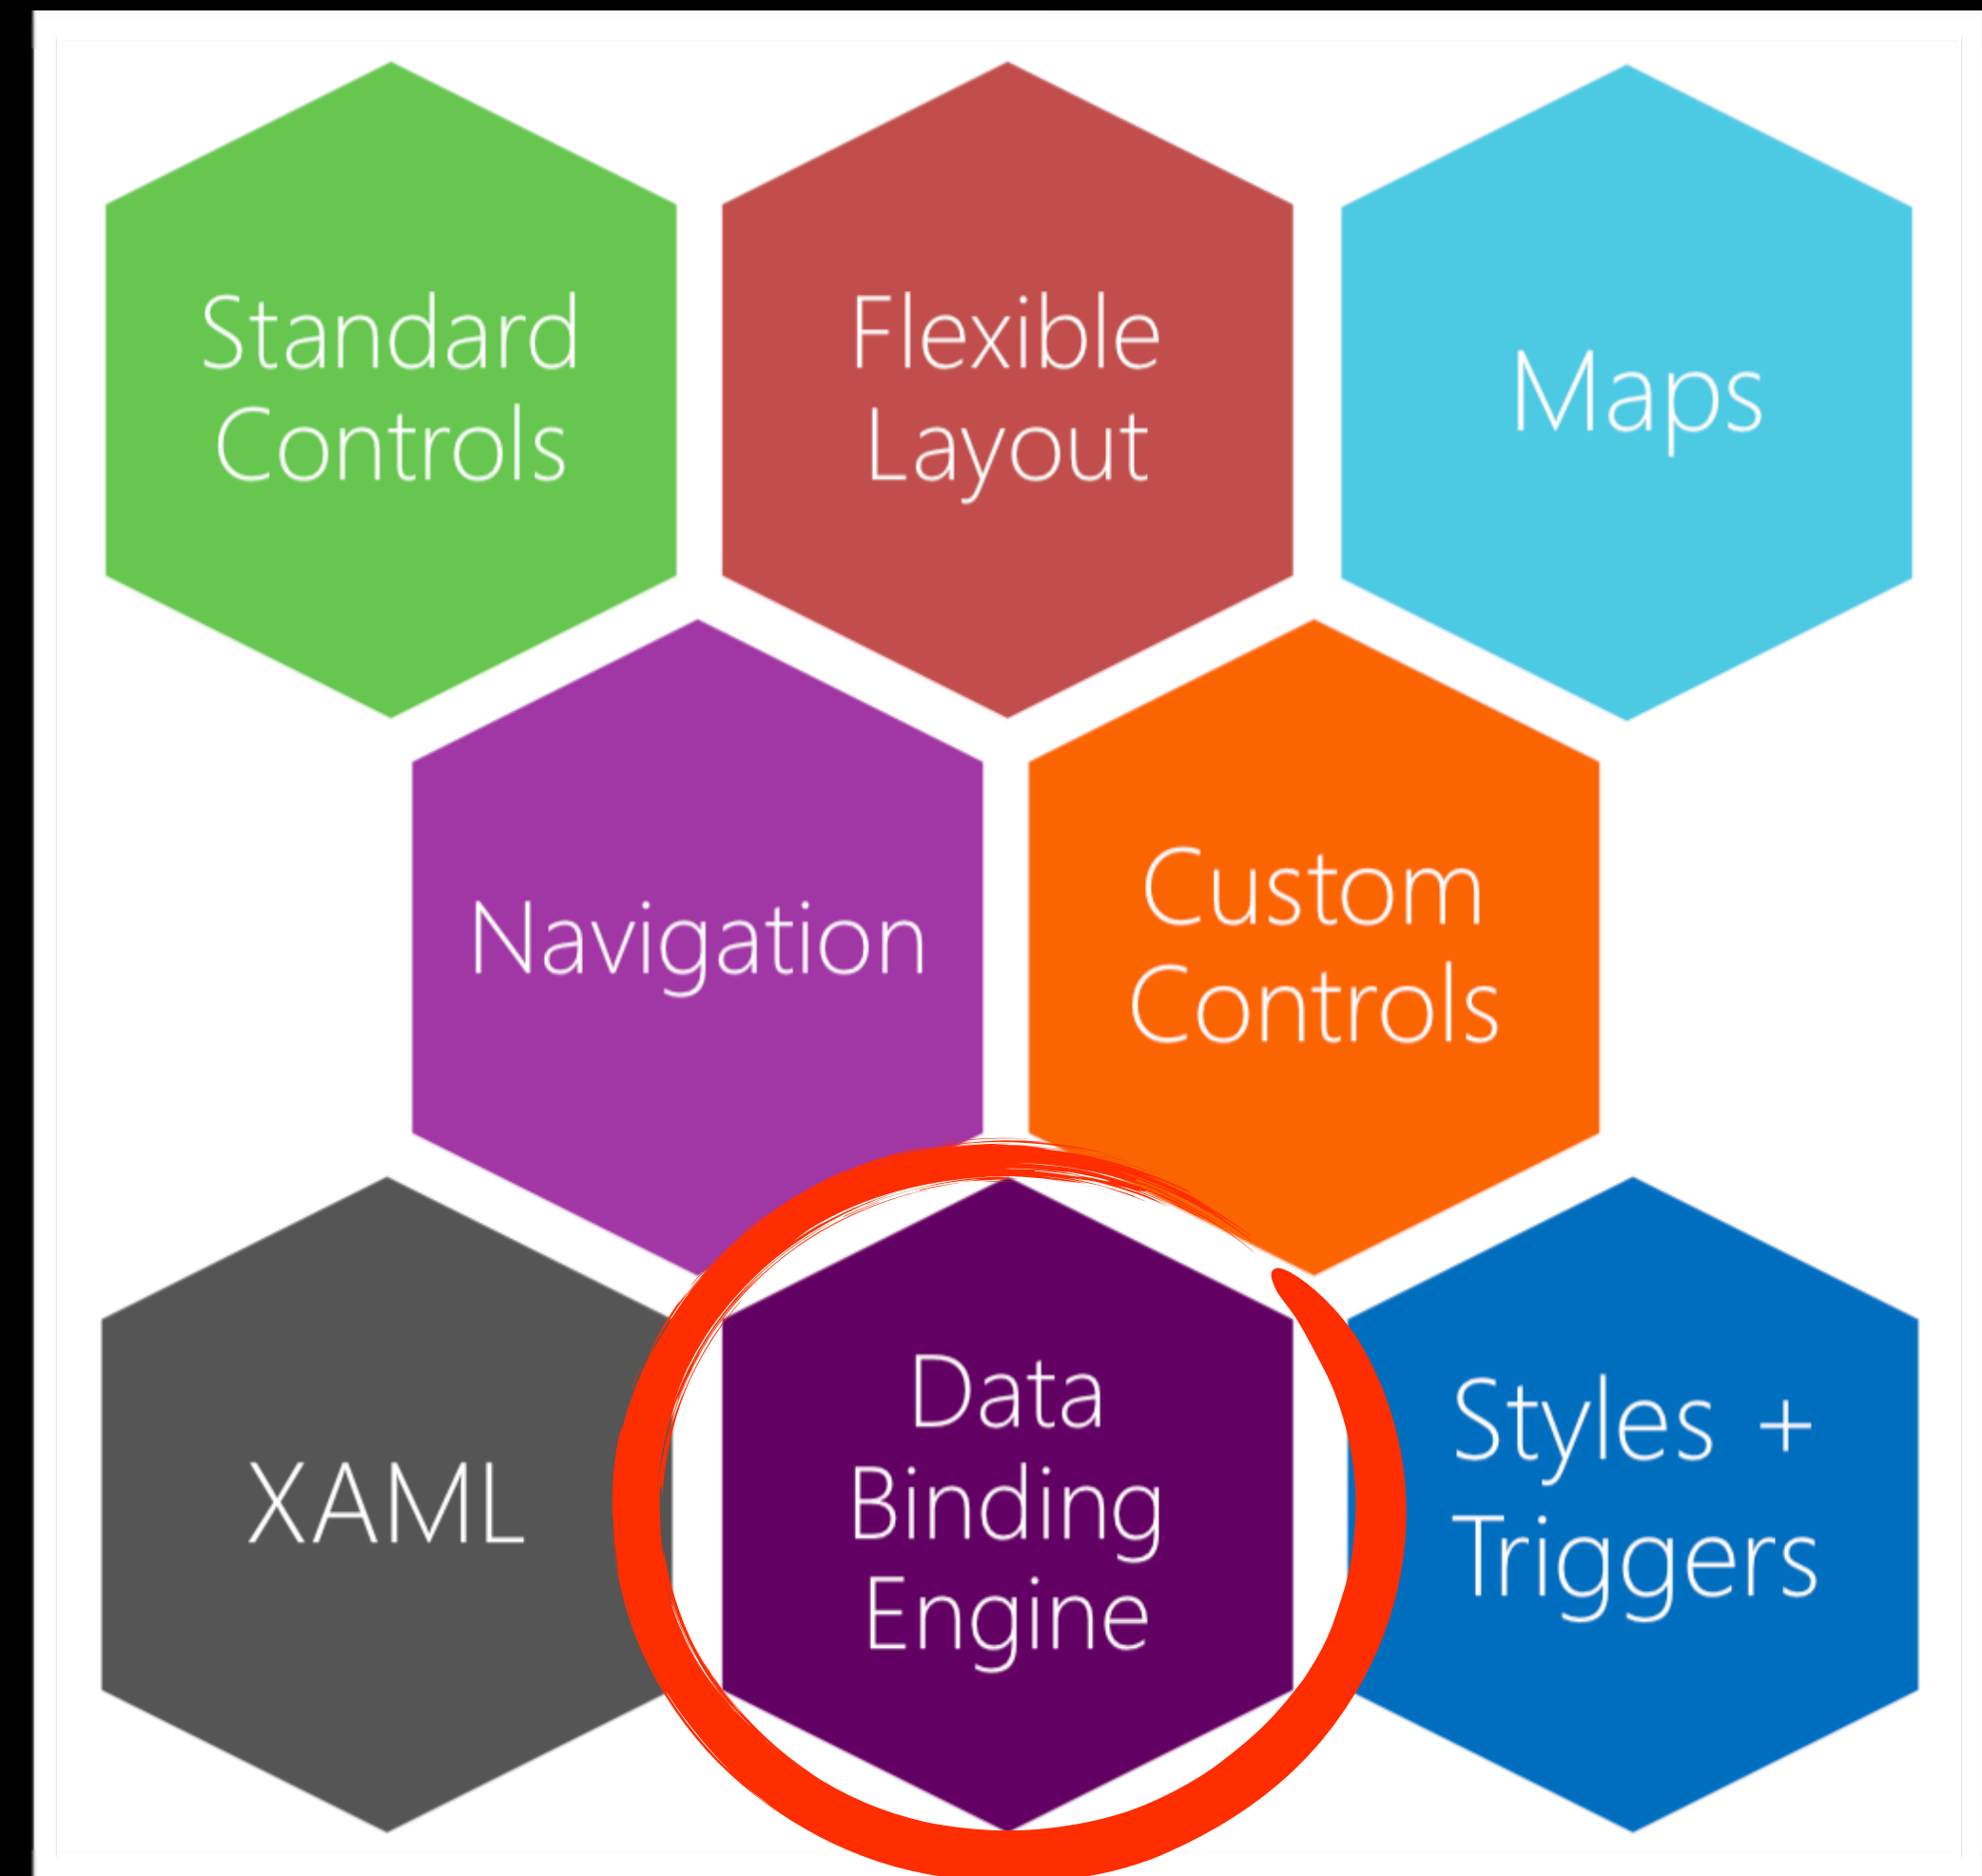 Standard
Controls
Flexible
Layout
Maps
Navigation
Custom
Controls
XAML
Data
Binding
Engine
Styles +
Triggers